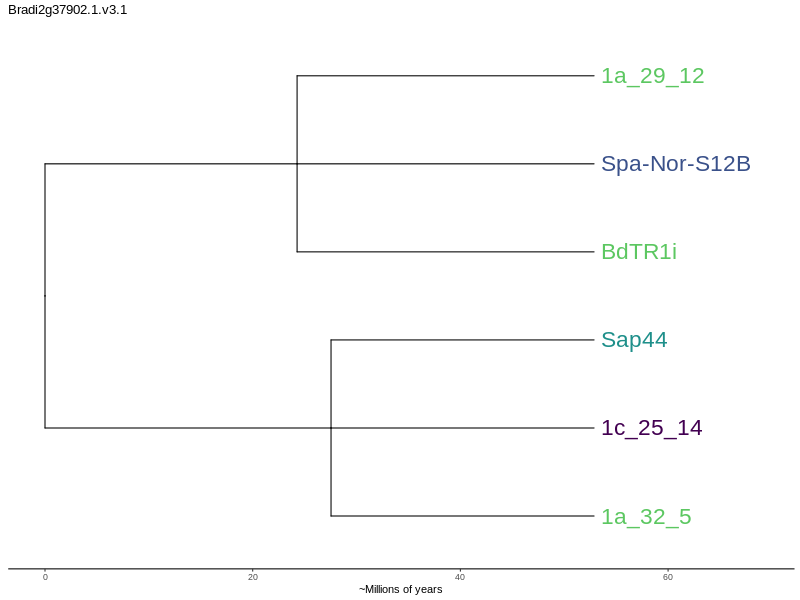 Bradi2g37902.1.v3.1
1a_29_12
Spa-Nor-S12B
BdTR1i
Sap44
1c_25_14
1a_32_5
0 20 40 60
~Millions of years